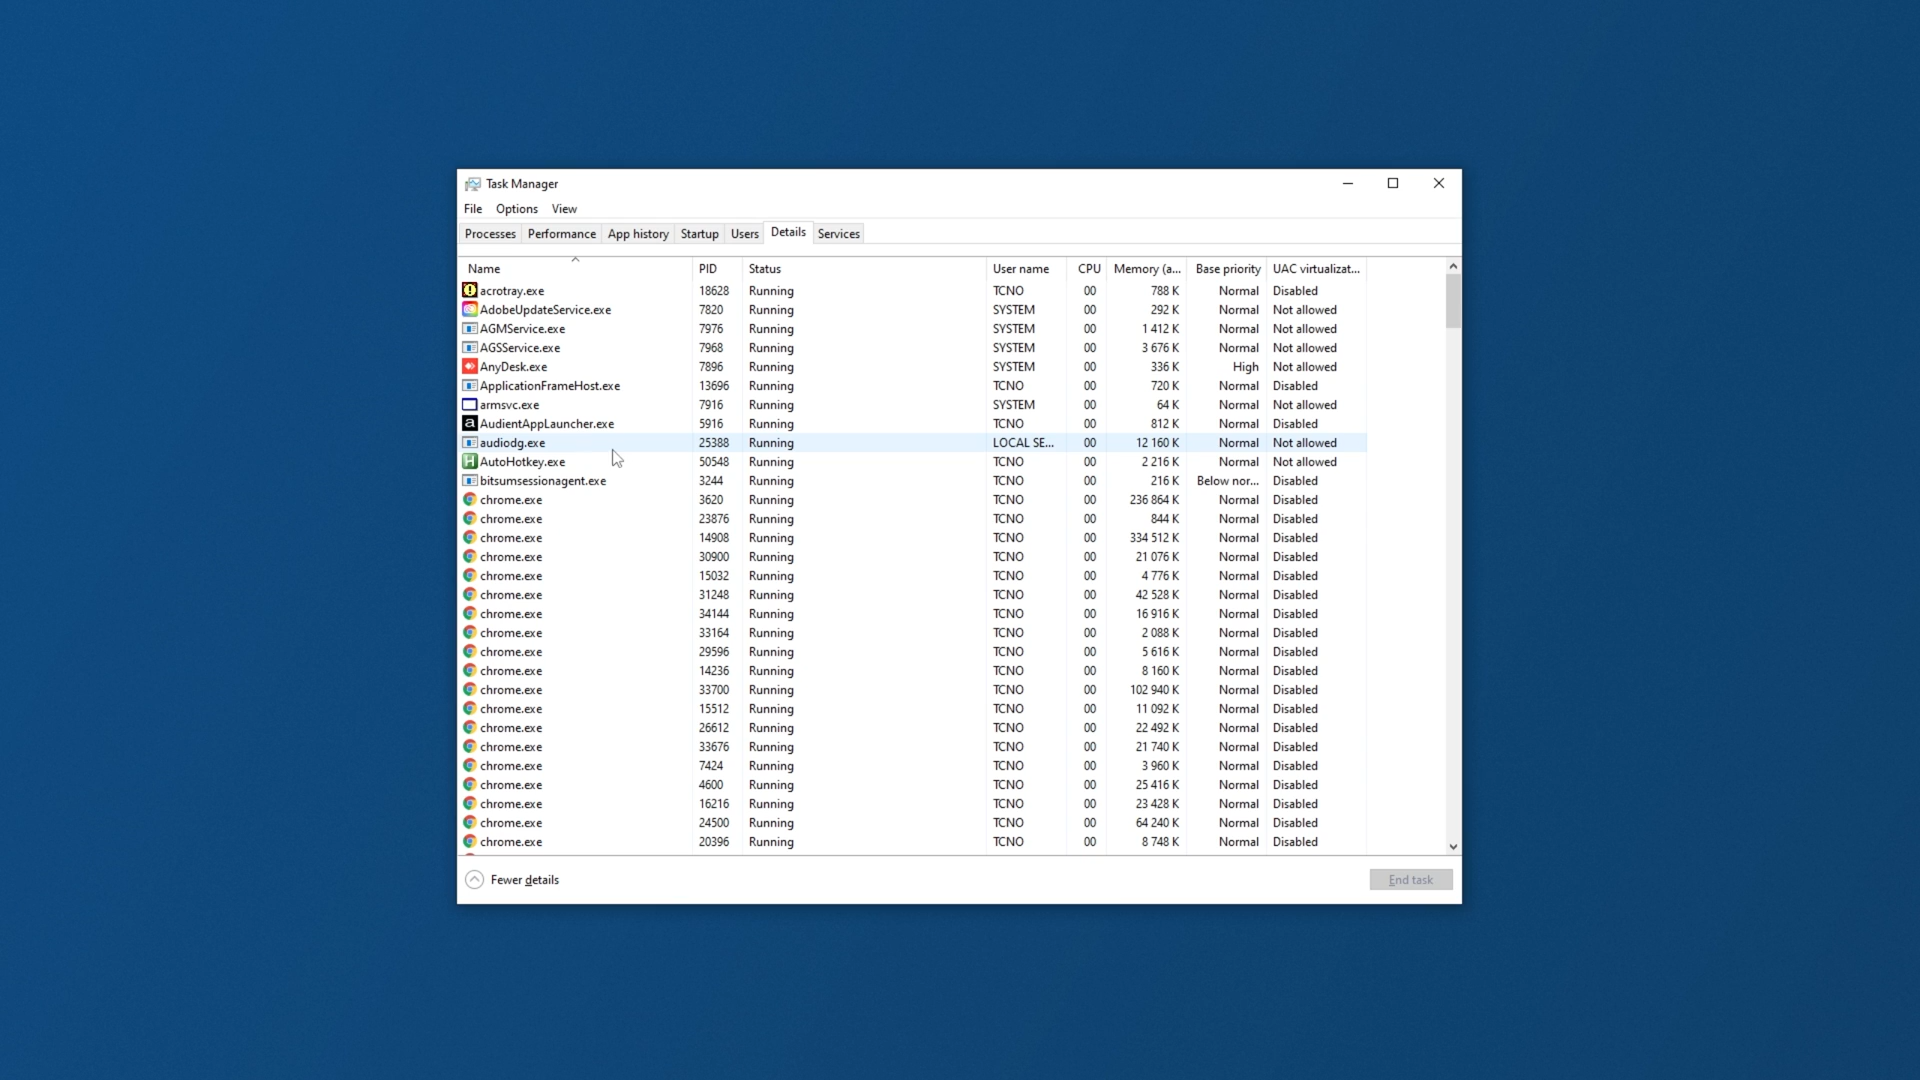 Task Manager
File Options View
Processes Performance App history Startup Users Details Services
Name PID Status User name CPU Memory (a... Base priority UAC virtualizat...
acrotray.exe 18628 Running TCNO 00 788 K Normal Disabled
AdobeUpdateService.exe 7820 Running SYSTEM 00 292 K Normal Not allowed
AGMService.exe 7976 Running SYSTEM 00 1 412 K Normal Not allowed
AGSService.exe 7968 Running SYSTEM 00 3 676 K Normal Not allowed
AnyDesk.exe 7896 Running SYSTEM 00 336 K High Not allowed
ApplicationFrameHost.exe 13696 Running TCNO 00 720 K Normal Disabled
armsvc.exe 7916 Running SYSTEM 00 64 K Normal Not allowed
AudientAppLauncher.exe 5916 Running TCNO 00 812 K Normal Disabled
audiodg.exe 25388 Running LOCAL SE... 00 12 160 K Normal Not allowed
AutoHotkey.exe 50548 Running TCNO 00 2 216 K Normal Not allowed
bitsumsessionagent.exe 3244 Running TCNO 00 216 K Below nor... Disabled
chrome.exe 3620 Running TCNO 00 236 864 K Normal Disabled
chrome.exe 23876 Running TCNO 00 844 K Normal Disabled
chrome.exe 14908 Running TCNO 00 334 512 K Normal Disabled
chrome.exe 30900 Running TCNO 00 21 076 K Normal Disabled
chrome.exe 15032 Running TCNO 00 4 776 K Normal Disabled
chrome.exe 31248 Running TCNO 00 42 528 K Normal Disabled
chrome.exe 34144 Running TCNO 00 16 916 K Normal Disabled
chrome.exe 33164 Running TCNO 00 2 088 K Normal Disabled
chrome.exe 29596 Running TCNO 00 5 616 K Normal Disabled
chrome.exe 14236 Running TCNO 00 8 160 K Normal Disabled
chrome.exe 33700 Running TCNO 00 102 940 K Normal Disabled
chrome.exe 15512 Running TCNO 00 11 092 K Normal Disabled
chrome.exe 26612 Running TCNO 00 22 492 K Normal Disabled
chrome.exe 33676 Running TCNO 00 21 740 K Normal Disabled
chrome.exe 7424 Running TCNO 00 3 960 K Normal Disabled
chrome.exe 4600 Running TCNO 00 25 416 K Normal Disabled
chrome.exe 16216 Running TCNO 00 23 428 K Normal Disabled
chrome.exe 24500 Running TCNO 00 64 240 K Normal Disabled
chrome.exe 20396 Running TCNO 00 8 748 K Normal Disabled
Fewer details End task